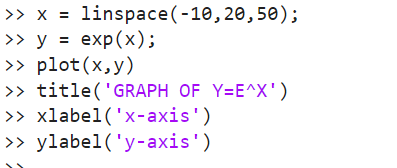 >> x = linspace(-10,20,50);
>> y = exp(x);
>> plot(x,y)
>> title('GRAPH OF Y=E^X')
>> xlabel('x-axis')
>> ylabel('y-axis')
>>